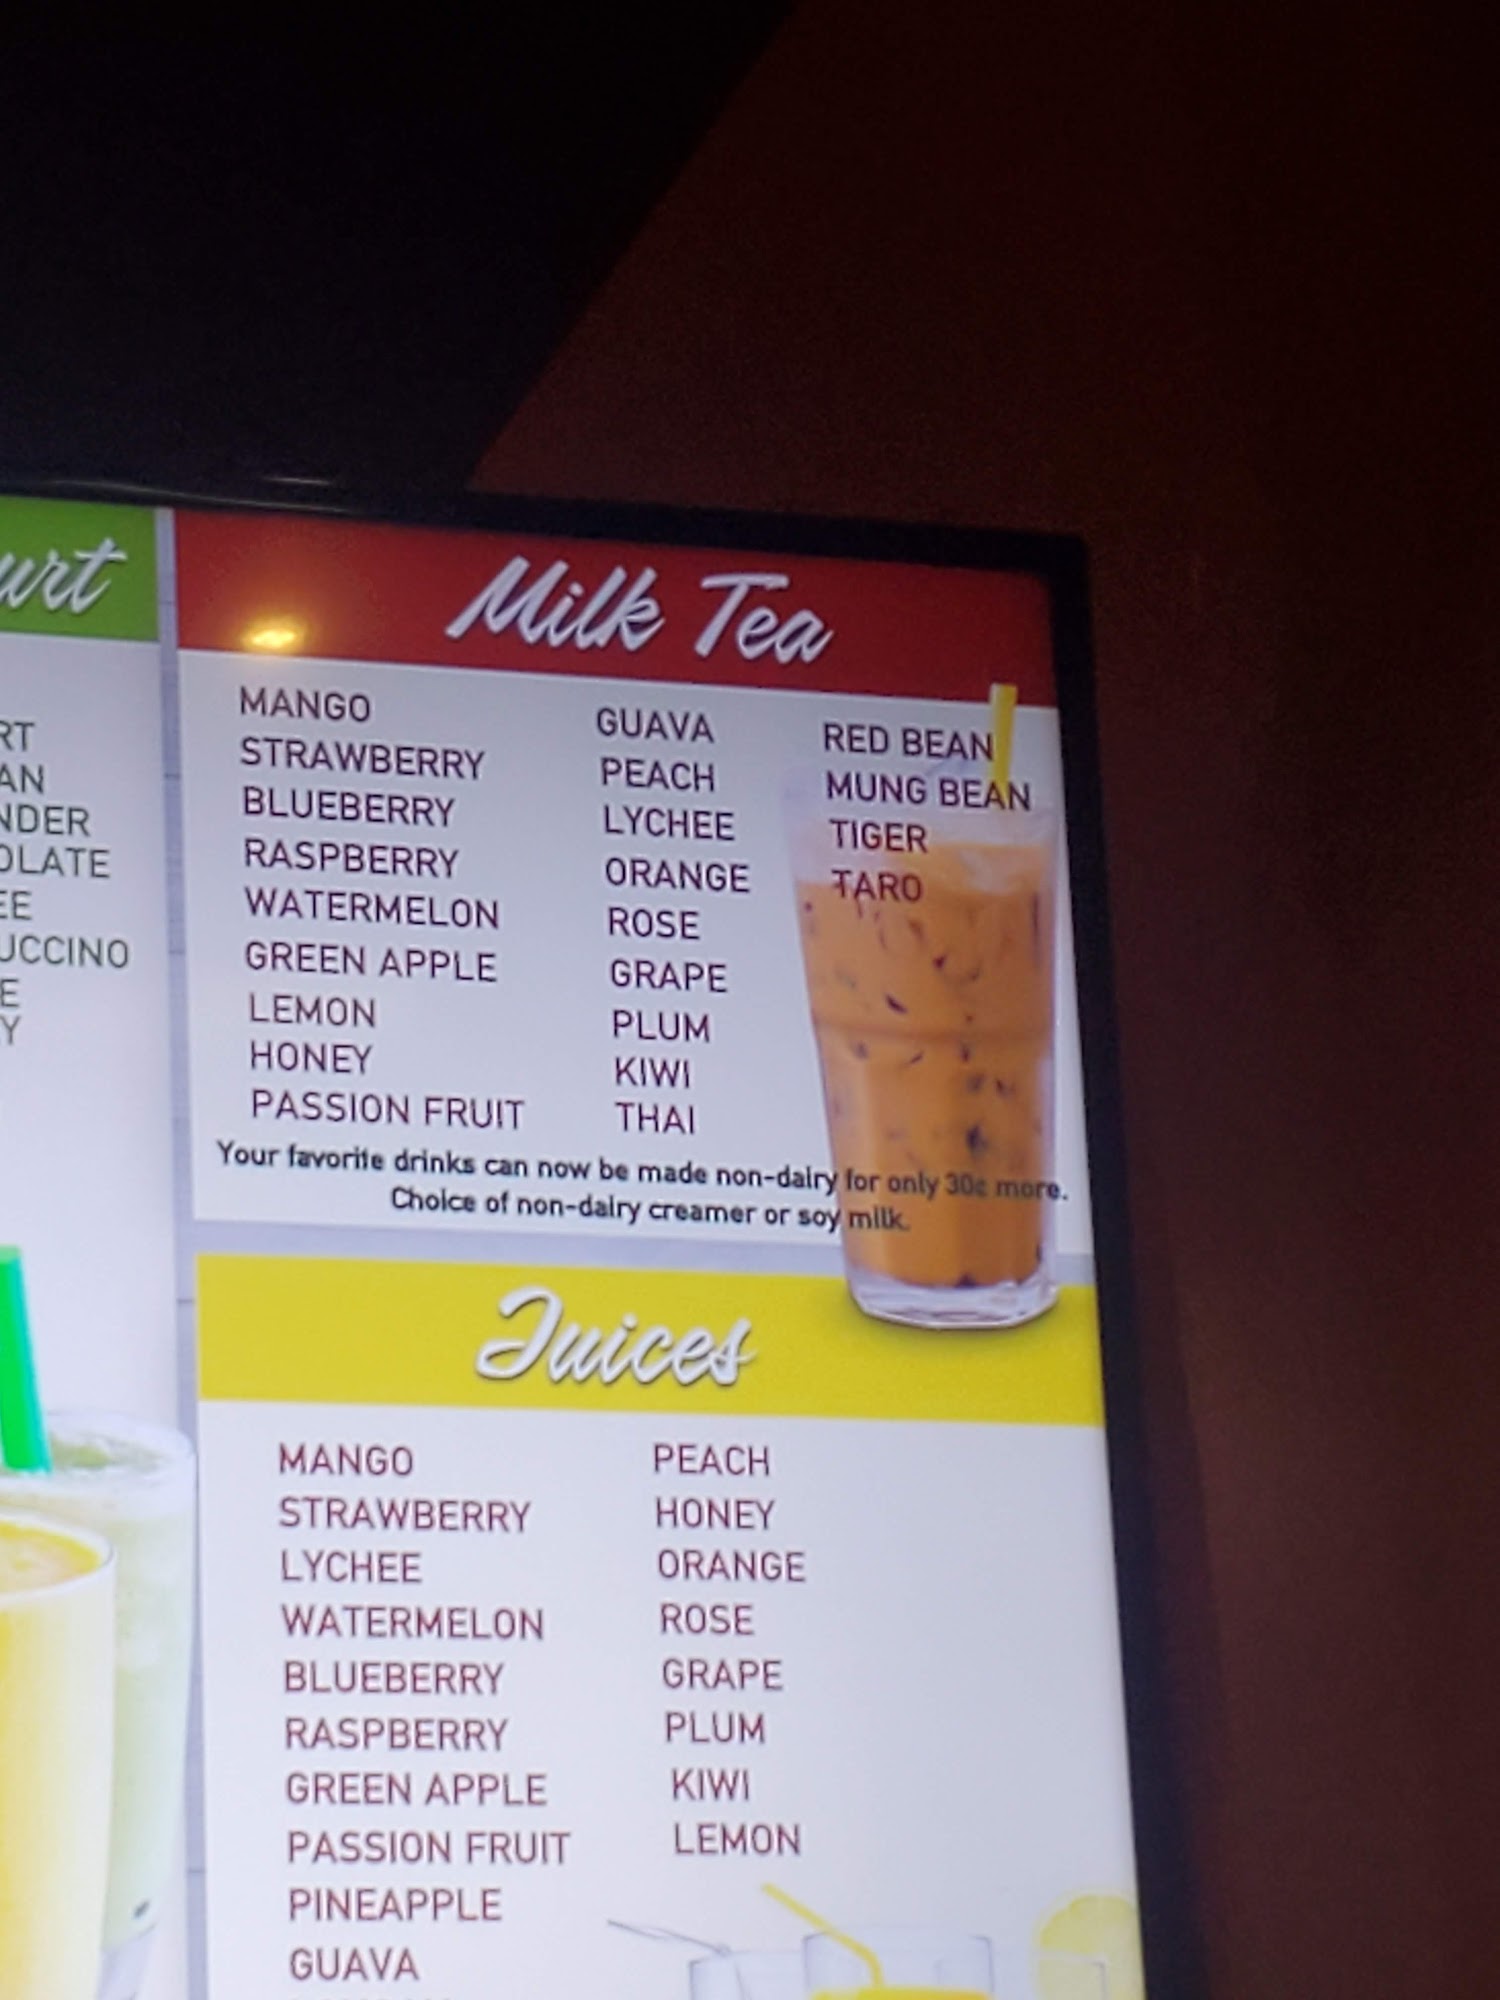 Milk Tea
MANGO
STRAWBERRY
BLUEBERRY
RASPBERRY
WATERMELON
GREEN APPLE
LEMON
HONEY
PASSION FRUIT
GUAVA
PEACH
LYCHEE
ORANGE
ROSE
GRAPE
PLUM
KIWI
THAI
RED BEAN
MUNG BEAN
TIGER
TARO
Your favorite drinks can now be made non-dairy for only 30¢ more.
Choice of non-dairy creamer or soy milk.
Juices
MANGO
STRAWBERRY
LYCHEE
WATERMELON
BLUEBERRY
RASPBERRY
GREEN APPLE
PASSION FRUIT
PINEAPPLE
GUAVA
PEACH
HONEY
ORANGE
ROSE
GRAPE
PLUM
KIWI
LEMON